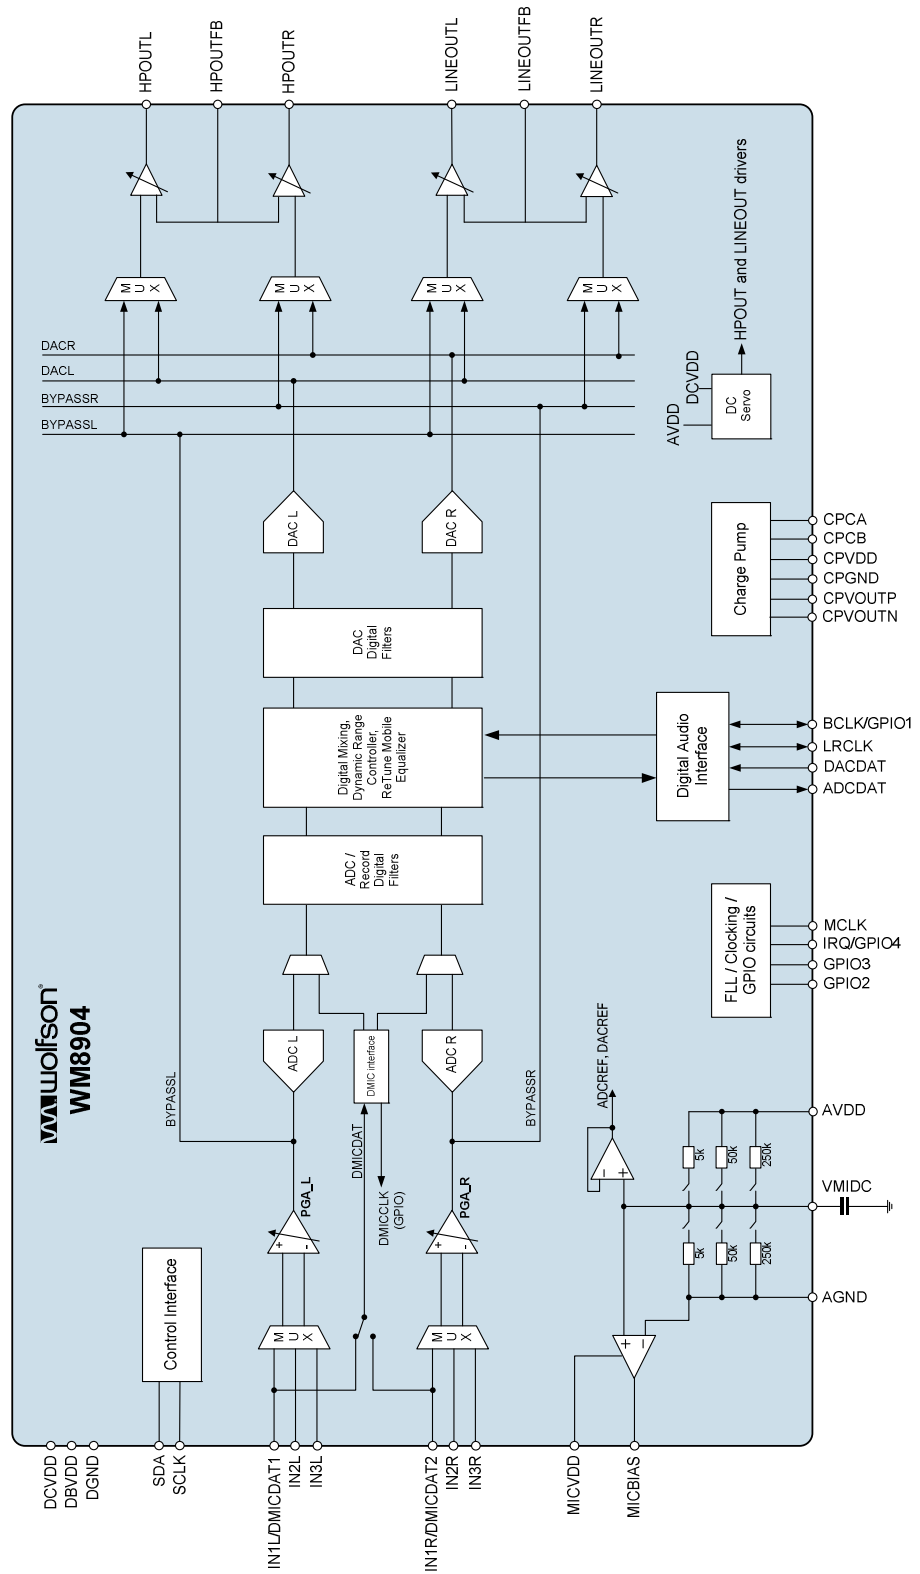 wolfson®
WM8904
DCVDD
DBVDD
DGND
SDA
SCLK
Control Interface
IN1L/DMICDAT1
IN2L
IN3L
IN1R/DMICDAT2
IN2R
IN3R
MICVDD
MICBIAS
M
U
X
M
U
X
+
-
PGA_L
+
-
PGA_R
DMICDAT
DMICCLK
(GPIO)
BYPASSL
BYPASSR
ADC L
DMIC interface
ADC R
ADC /
Record
Digital
Filters
Digital Mixing,
Dynamic Range
Controller,
ReTune Mobile
Equalizer
DAC
Digital
Filters
DAC L
DAC R
DACR
DACL
BYPASSR
BYPASSL
M
U
X
M
U
X
M
U
X
M
U
X
HPOUTL
HPOUTFB
HPOUTR
LINEOUTL
LINEOUTFB
LINEOUTR
AVDD
DCVDD
DC
Servo
HPOUT and LINEOUT drivers
Charge Pump
CPCA
CPCB
CPVDD
CPGND
CPVOUTP
CPVOUTN
Digital Audio
Interface
BCLK/GPIO1
LRCLK
DACDAT
ADCDAT
FLL / Clocking /
GPIO circuits
MCLK
IRQ/GPIO4
GPIO3
GPIO2
ADCREF, DACREF
-
+
+
-
5k
50k
250k
5k
50k
250k
AVDD
VMIDC
AGND